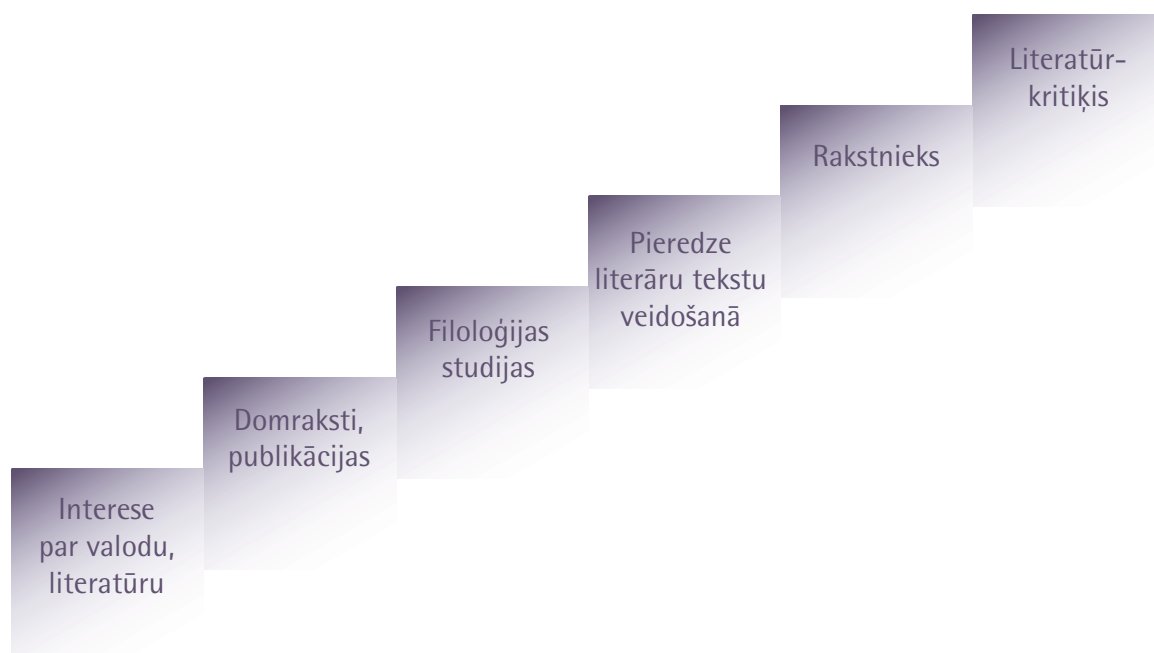 Literatūr-
kritiķis
Rakstnieks
Pieredze
literāru tekstu
veidošanā
Filoloģijas
studijas
Domraksti,
publikācijas
Interese
par valodu,
literatūru